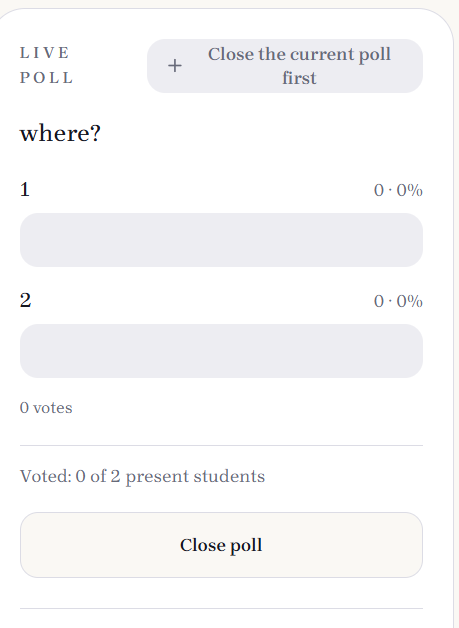 LIVE
POLL
+ Close the current poll
first
where?
1 0 · 0%
2 0 · 0%
0 votes
Voted: 0 of 2 present students
Close poll